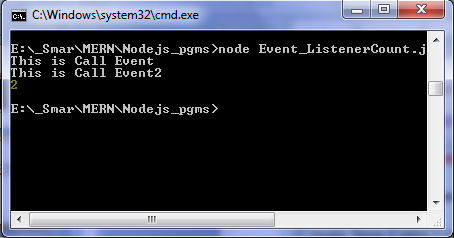 C:\Windows\system32\cmd.exe
E:\_Smar\MERN\Nodejs_pgms>node Event_ListenerCount.j
This is Call Event
This is Call Event2
2
E:\_Smar\MERN\Nodejs_pgms>